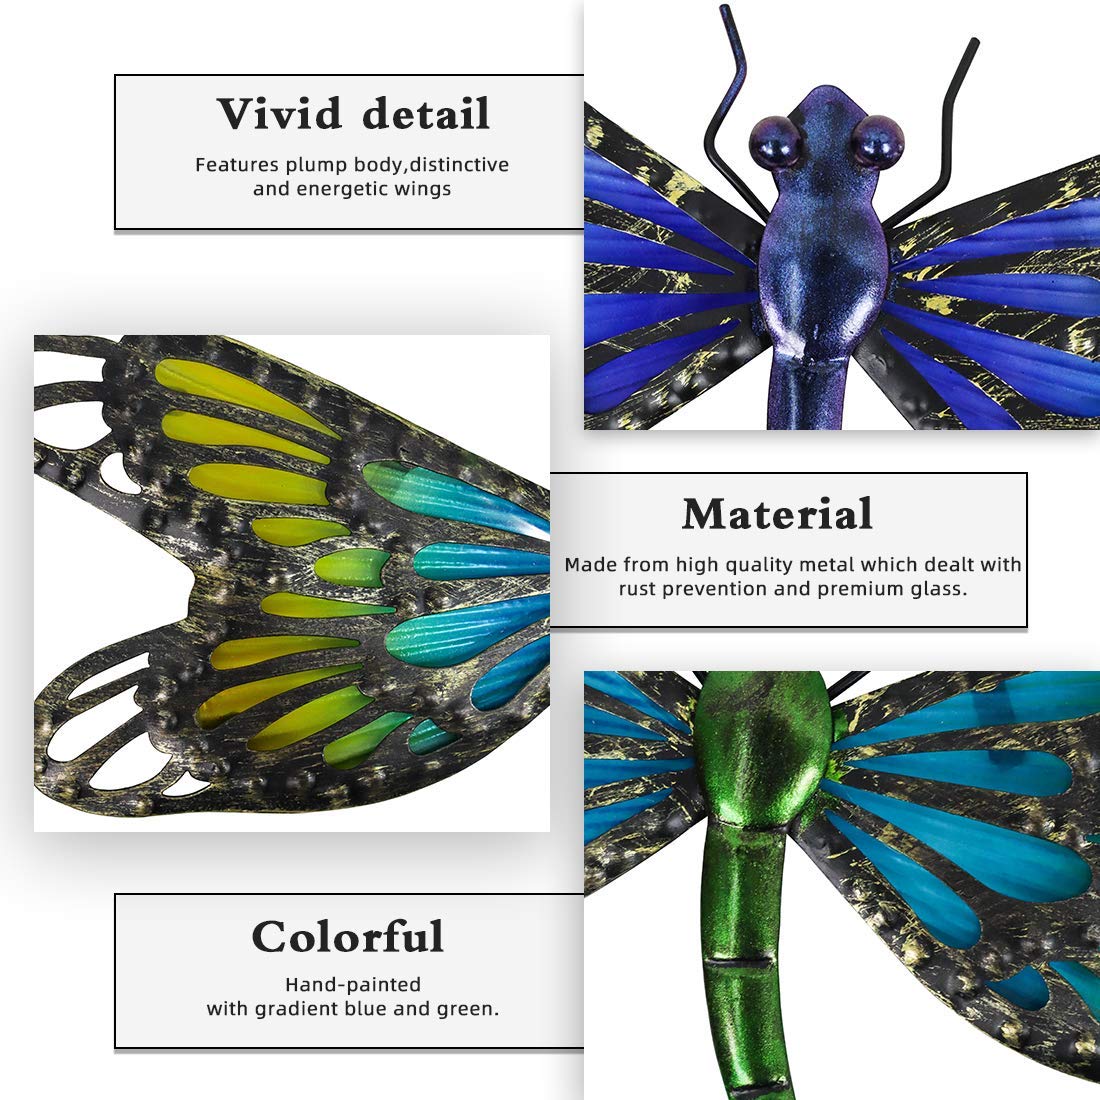 Vivid detail
Features plump body,distinctive
and energetic wings
Material
Made from high quality metal which dealt with
rust prevention and premium glass.
Colorful
Hand-painted
with gradient blue and green.